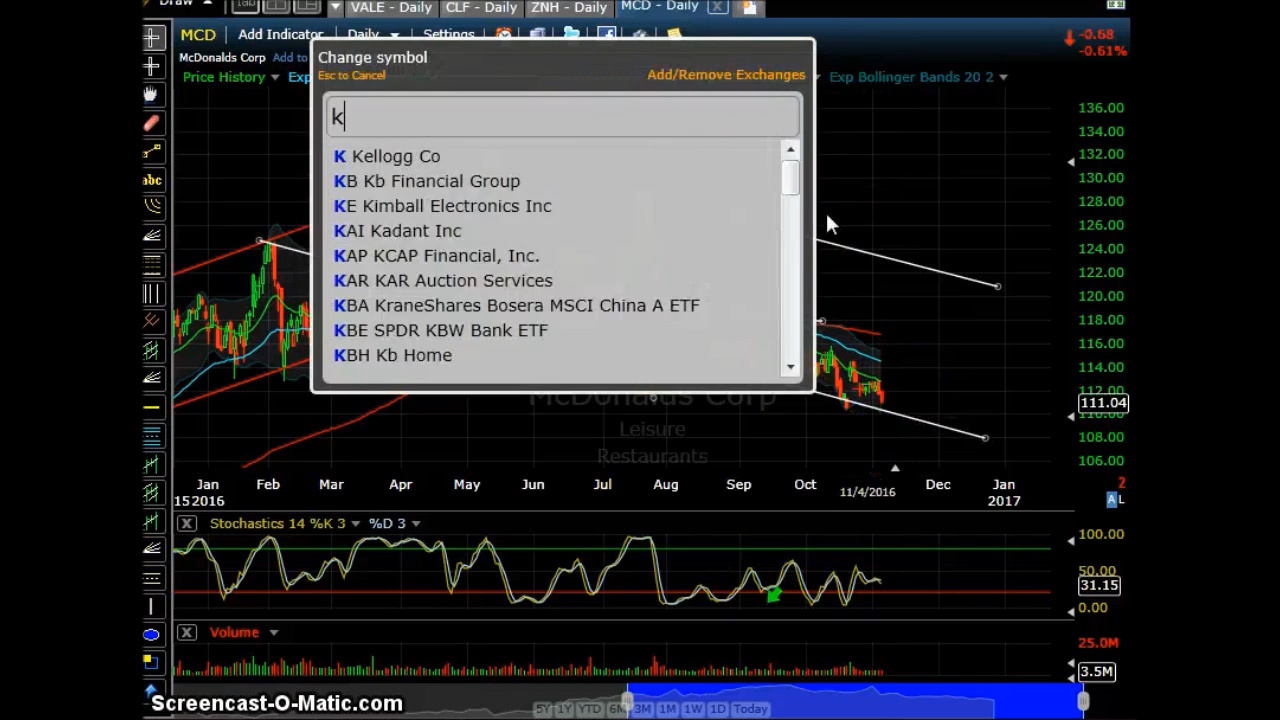 Draw
Tab
VALE - Daily
CLF - Daily
ZNH - Daily
MCD - Daily
X
MCD
Add Indicator
Daily
Settings
-0.68
-0.61%
McDonalds Corp
Add to
Price History
Exp Bollinger Bands 20 2
Change symbol
Esc to Cancel
Add/Remove Exchanges
k
K Kellogg Co
KB Kb Financial Group
KE Kimball Electronics Inc
KAI Kadant Inc
KAP KCAP Financial, Inc.
KAR KAR Auction Services
KBA KraneShares Bosera MSCI China A ETF
KBE SPDR KBW Bank ETF
KBH Kb Home
abc
136.00
134.00
132.00
130.00
128.00
126.00
124.00
122.00
120.00
118.00
116.00
114.00
112.00
111.04
110.00
108.00
106.00
McDonalds Corp
Leisure
Restaurants
Jan Feb Mar Apr May Jun Jul Aug Sep Oct 11/4/2016 Dec Jan
15 2016 2017
2
A L
X Stochastics 14 %K 3 %D 3
100.00
50.00
31.15
0.00
X Volume
25.0M
3.5M
5Y 1Y YTD 6M 3M 1M 1W 1D Today
Screencast-O-Matic.com